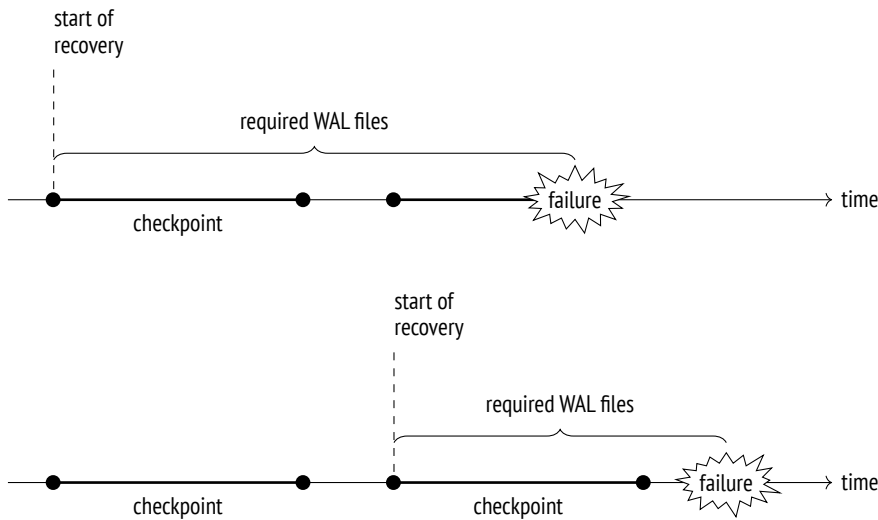 start of
recovery
required WAL files
failure
time
checkpoint
start of
recovery
required WAL files
failure
time
checkpoint
checkpoint